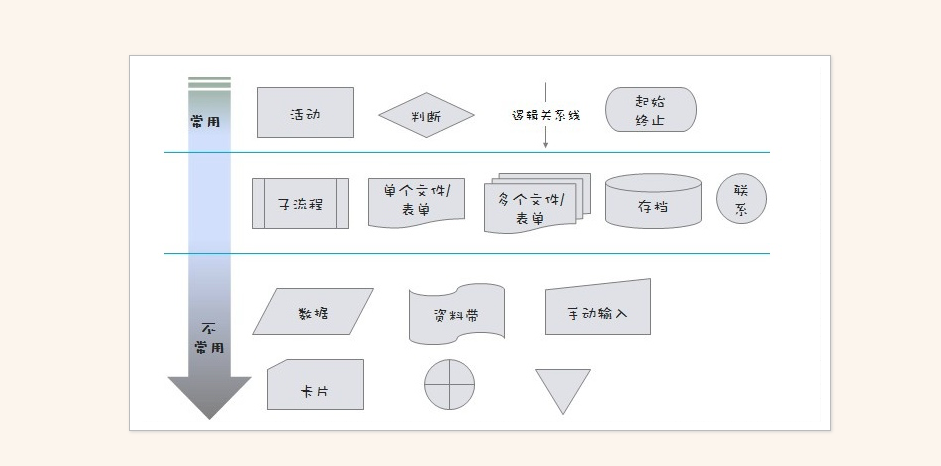 常用
活动
判断
逻辑关系线
起始
终止
子流程
单个文件/
表单
多个文件/
表单
存档
联
系
不
常用
数据
资料带
手动输入
卡片